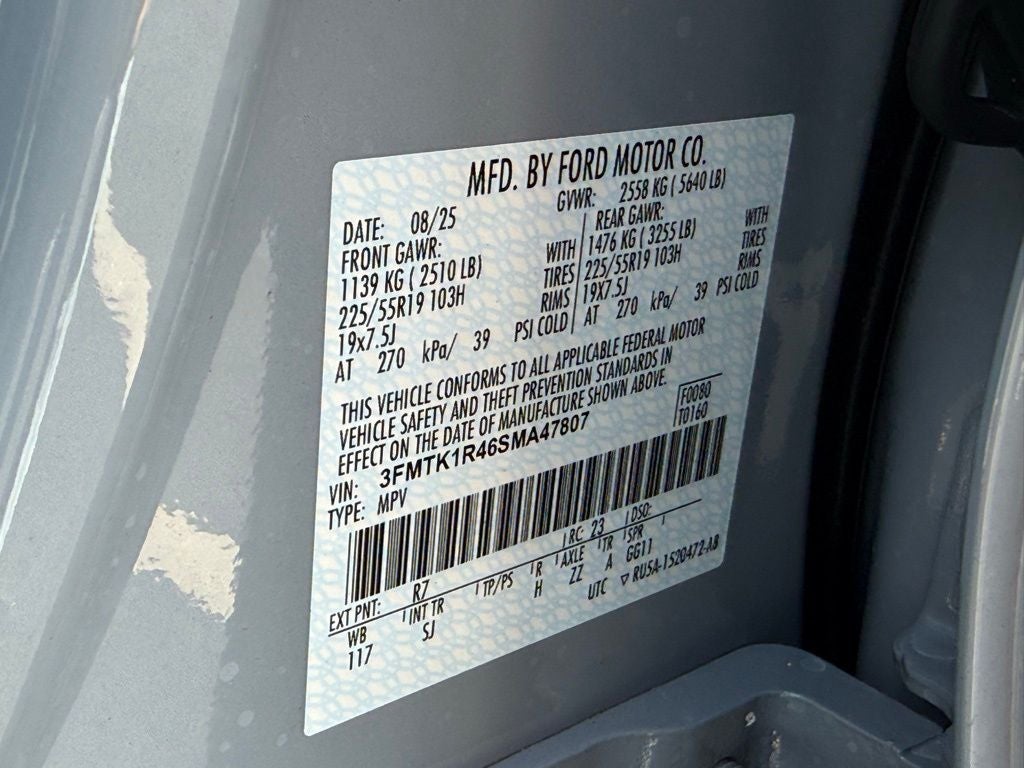 MFD. BY FORD MOTOR CO.
DATE: 08/25 GVWR: 2558 KG ( 5640 LB)
FRONT GAWR: REAR GAWR:
1139 KG ( 2510 LB) WITH 1476 KG ( 3255 LB) WITH
225/55R19 103H TIRES 225/55R19 103H TIRES
19x7.5J RIMS 19X7.5J RIMS
AT 270 kPa/ 39 PSI COLD AT 270 kPa/ 39 PSI COLD
THIS VEHICLE CONFORMS TO ALL APPLICABLE FEDERAL MOTOR
VEHICLE SAFETY AND THEFT PREVENTION STANDARDS IN
EFFECT ON THE DATE OF MANUFACTURE SHOWN ABOVE.
F0080
T0160
VIN: 3FMTK1R46SMA47807
TYPE: MPV
EXT PNT: R7 RC: 23 DSO:
WB INT TR TP/PS R AXLE TR SPR
117 SJ H ZZ A GG11
UTC ▽ RU5A-1520472-AB